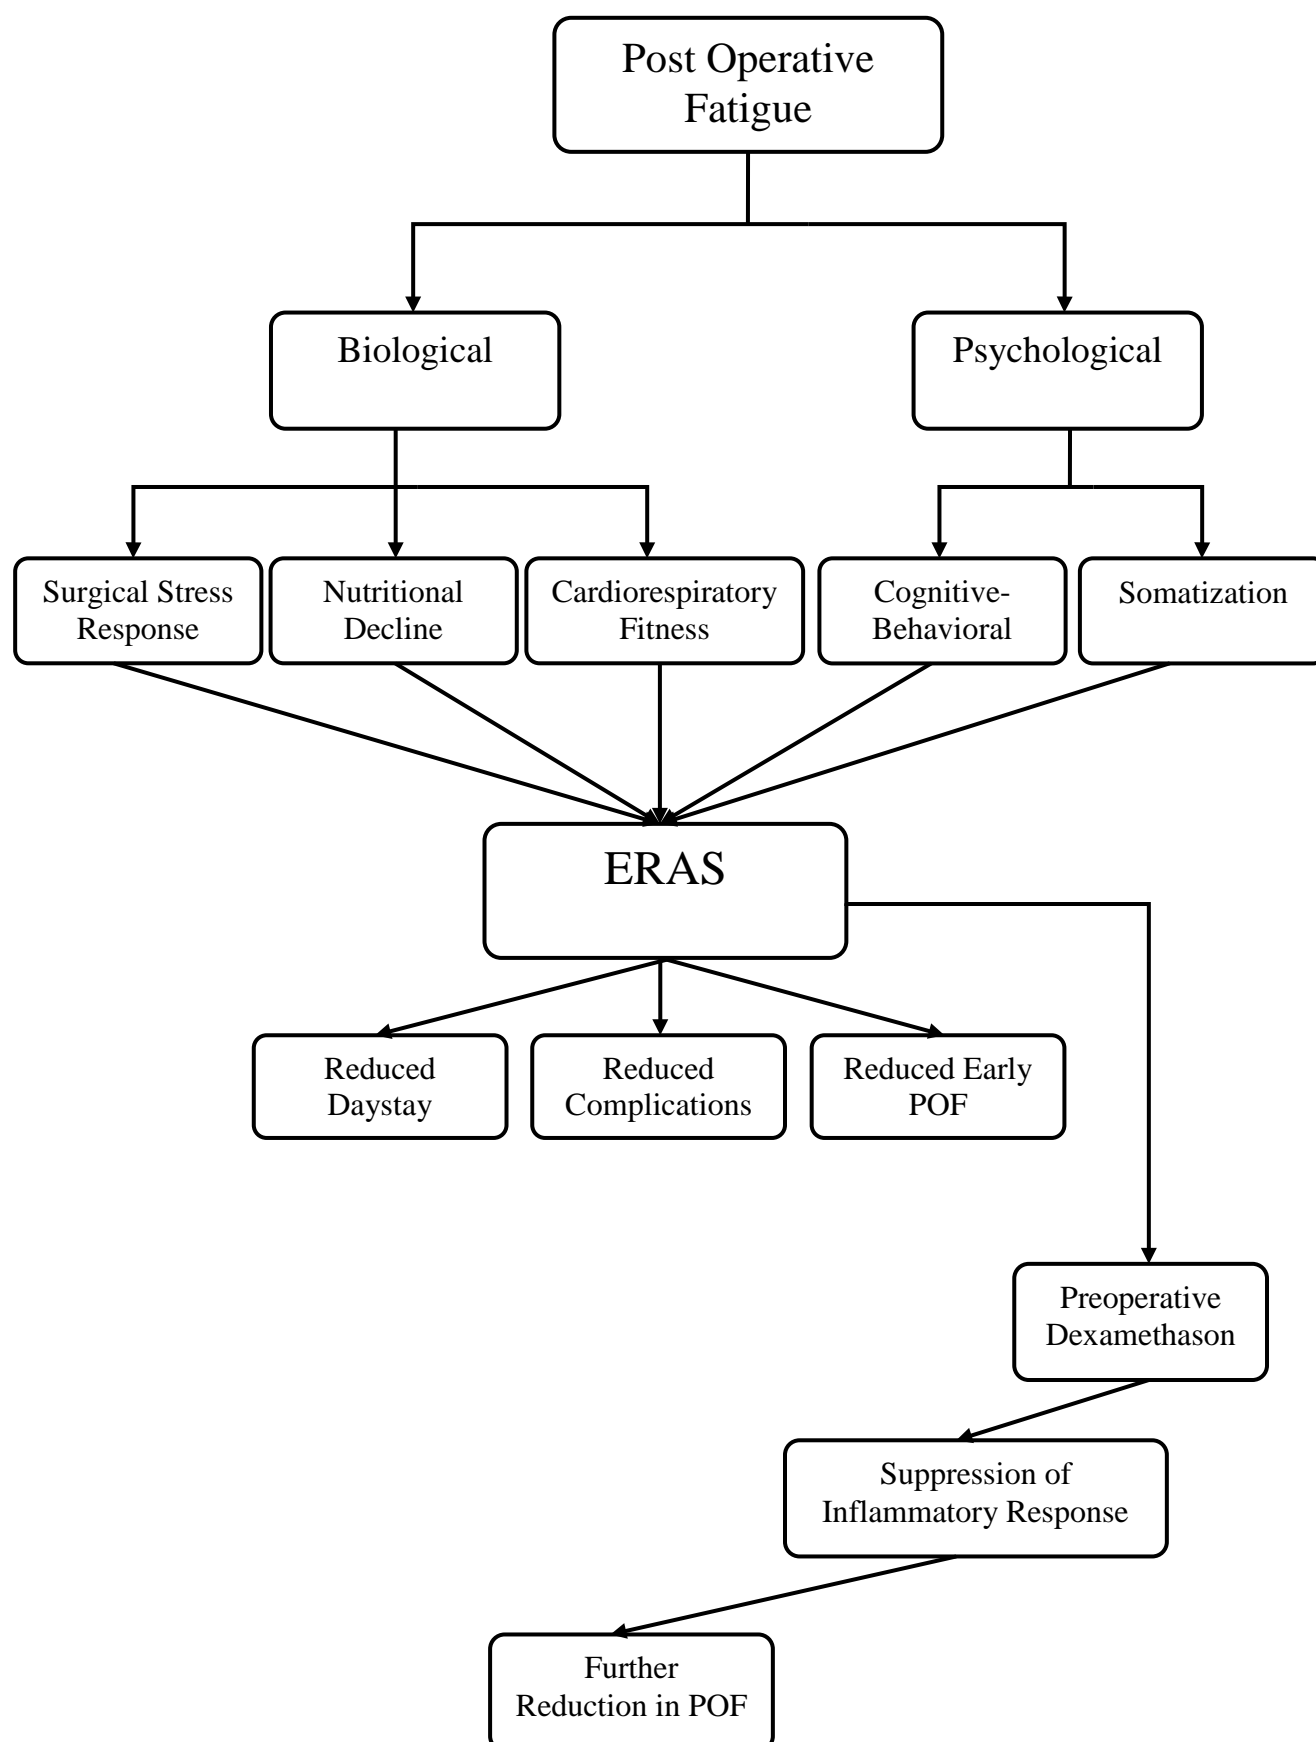 Post Operative
Fatigue
Biological
Psychological
Surgical Stress
Response
Nutritional
Decline
Cardiorespiratory
Fitness
Cognitive-
Behavioral
Somatization
ERAS
Reduced
Daystay
Reduced
Complications
Reduced Early
POF
Preoperative
Dexamethason
Suppression of
Inflammatory Response
Further
Reduction in POF